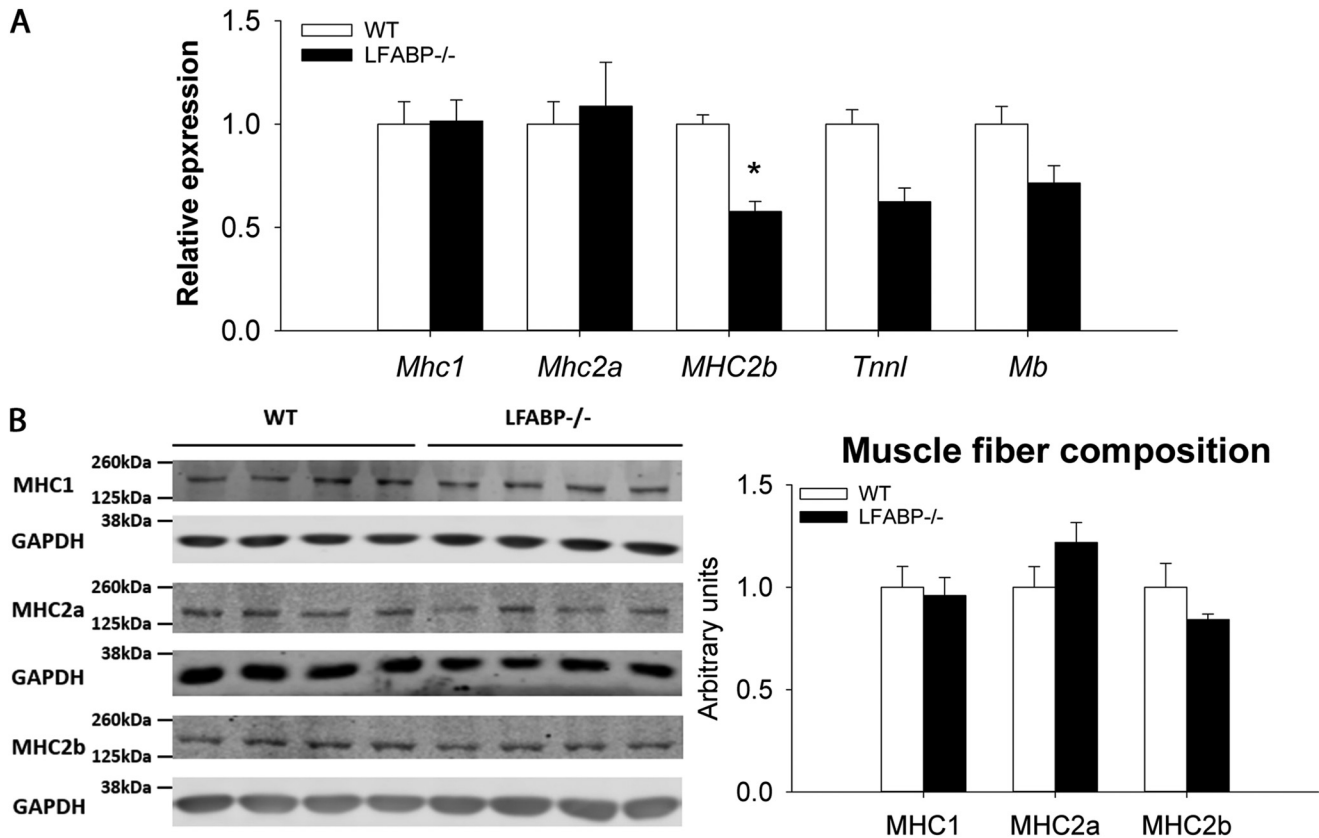 A
1.5
1.0
0.5
0.0
Relative epxression
WT
LFABP-/-
*
Mhc1 Mhc2a MHC2b Tnnl Mb
B
WT LFABP-/-
260kDa
MHC1
125kDa
38kDa
GAPDH
260kDa
MHC2a
125kDa
38kDa
GAPDH
260kDa
MHC2b
125kDa
38kDa
GAPDH
Muscle fiber composition
1.5
1.0
0.5
0.0
Arbitrary units
WT
LFABP-/-
MHC1 MHC2a MHC2b